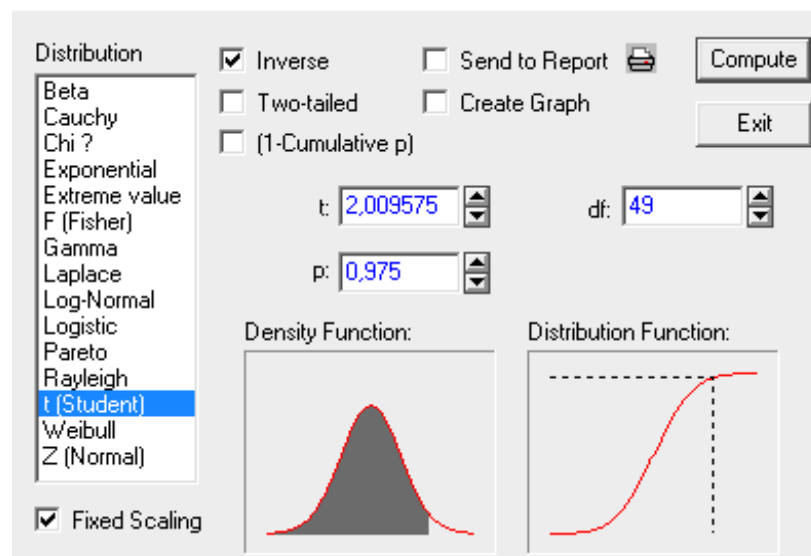 Distribution
Beta
Cauchy
Chi ?
Exponential
Extreme value
F (Fisher)
Gamma
Laplace
Log-Normal
Logistic
Pareto
Rayleigh
t (Student)
Weibull
Z (Normal)
Fixed Scaling
Inverse
Send to Report
Two-tailed
Create Graph
(1-Cumulative p)
Compute
Exit
t: 2,009575
df: 49
p: 0,975
Density Function:
Distribution Function: